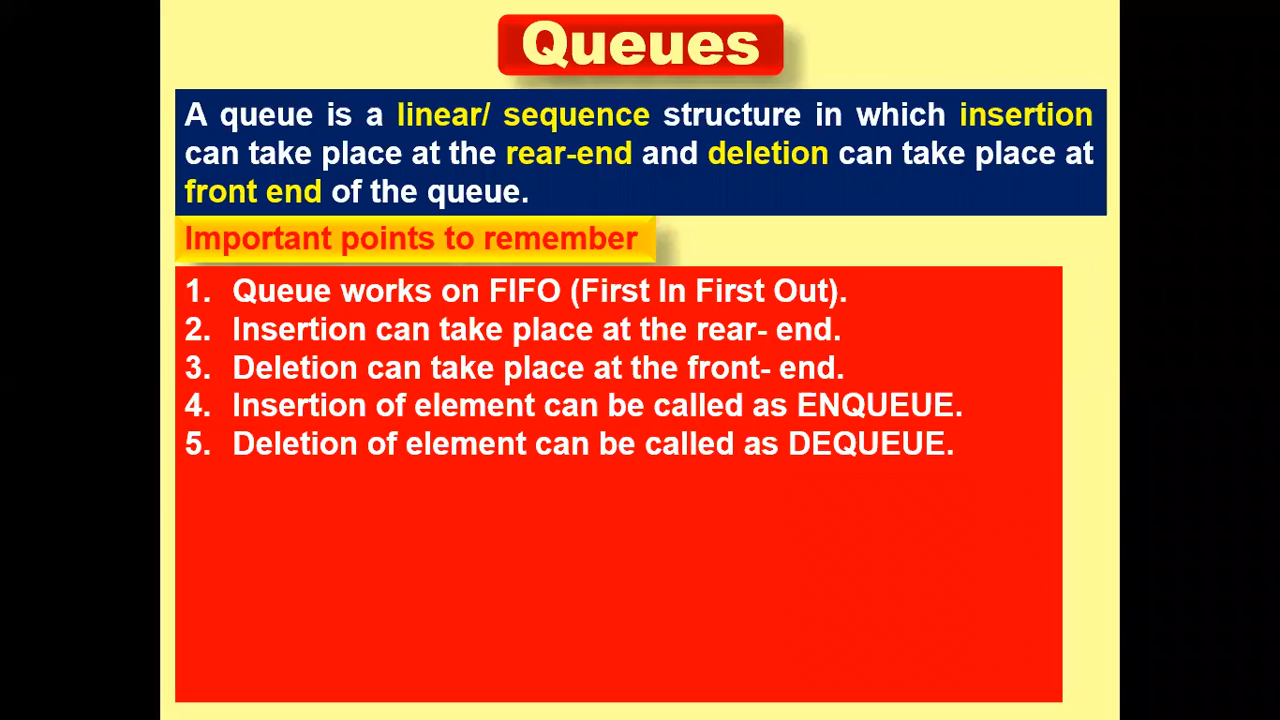 Queues
A queue is a linear/ sequence structure in which insertion
can take place at the rear-end and deletion can take place at
front end of the queue.
Important points to remember
1. Queue works on FIFO (First In First Out).
2. Insertion can take place at the rear- end.
3. Deletion can take place at the front- end.
4. Insertion of element can be called as ENQUEUE.
5. Deletion of element can be called as DEQUEUE.